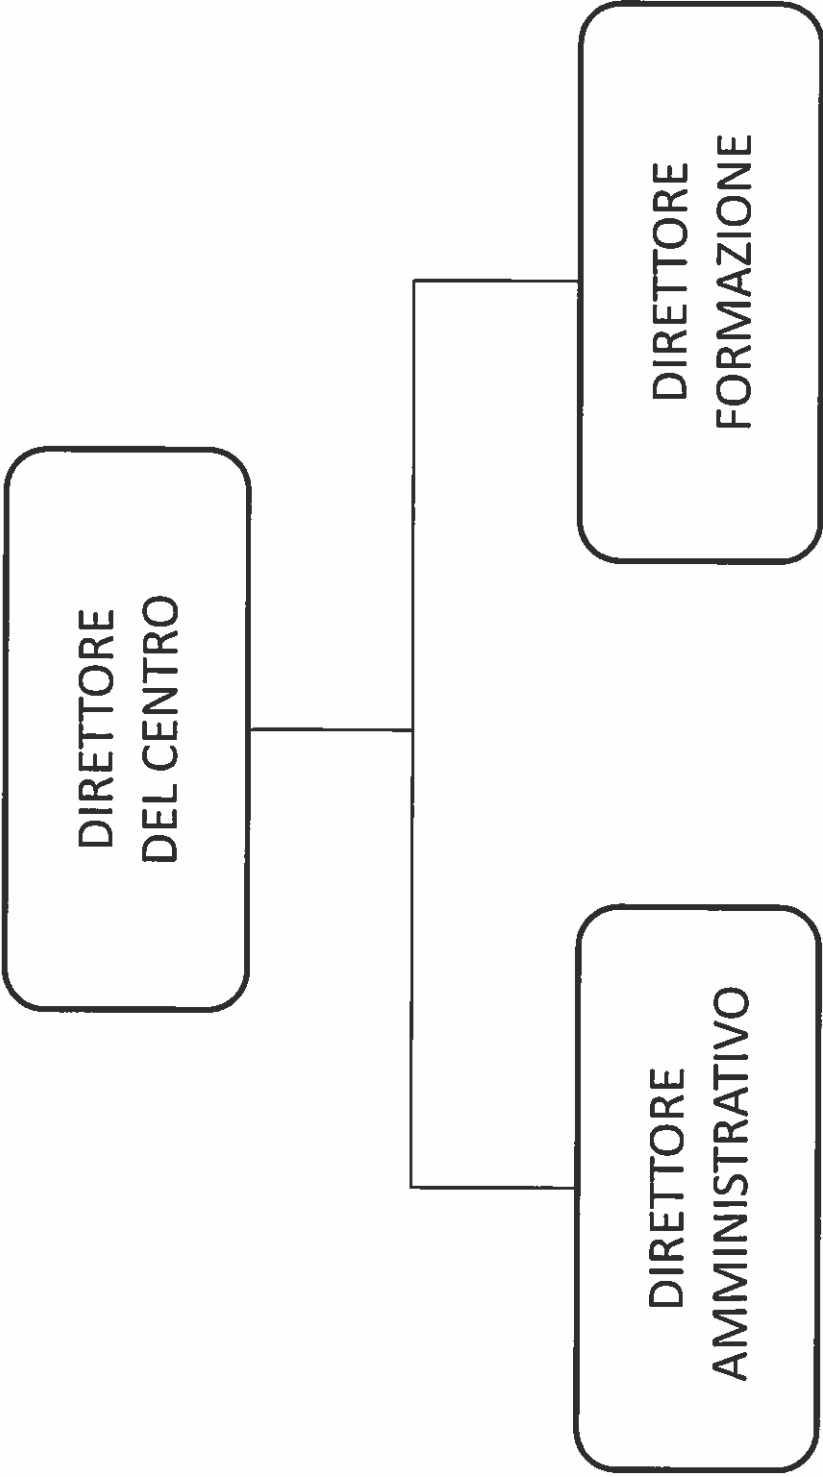 DIRETTORE
DEL CENTRO
DIRETTORE
AMMINISTRATIVO
DIRETTORE
FORMAZIONE